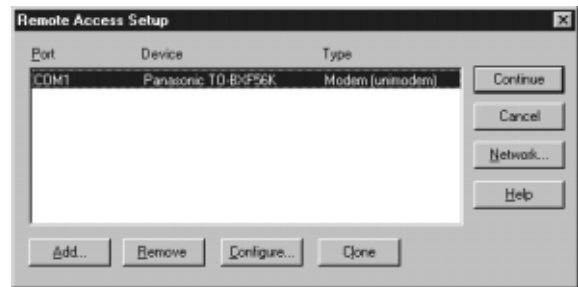 Remote Access Setup
Port Device Type
COM1 Panasonic TO-BXF56K Modem (unimodem)
Continue
Cancel
Network...
Help
Add... Remove Configure... Clone